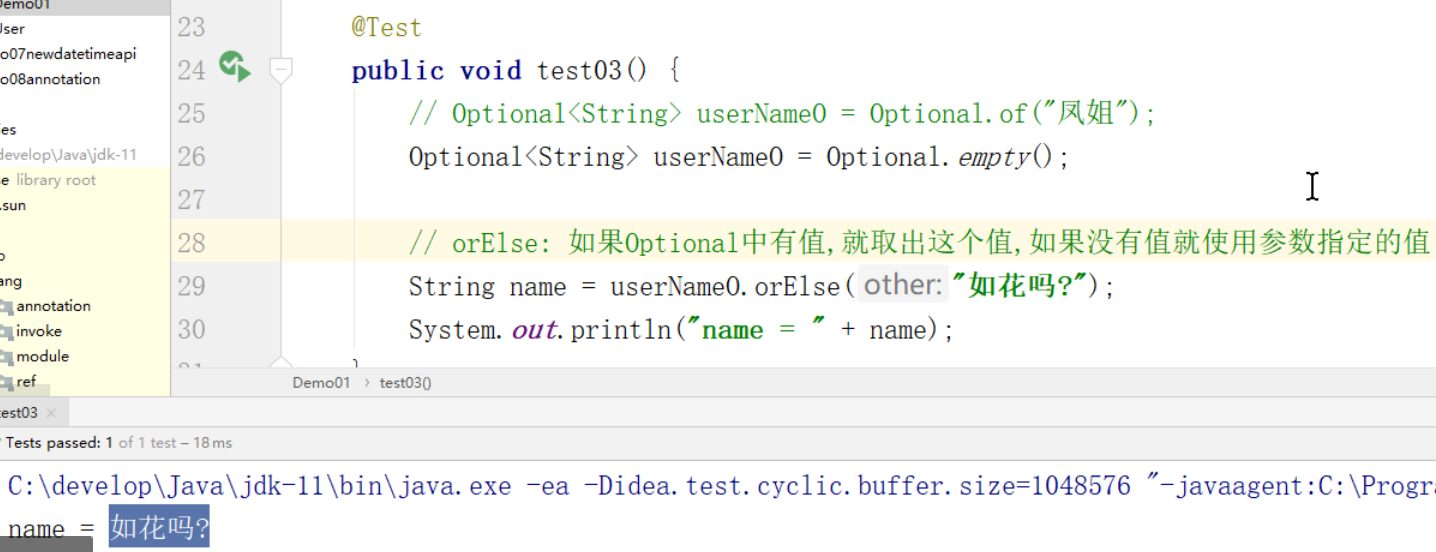 Demo01
User
o07newdatetimeapi
o08annotation
es
develop\Java\jdk-11
e library root
.sun
o
ang
annotation
invoke
module
ref
23 @Test
24 public void test03() {
25 // Optional<String> userNameO = Optional.of("凤姐");
26 Optional<String> userNameO = Optional.empty();
27
28 // orElse: 如果Optional中有值,就取出这个值,如果没有值就使用参数指定的值
29 String name = userNameO.orElse( other: "如花吗?");
30 System.out.println("name = " + name);
Demo01 › test03()
test03 ×
Tests passed: 1 of 1 test – 18 ms
C:\develop\Java\jdk-11\bin\java.exe -ea -Didea.test.cyclic.buffer.size=1048576 "-javaagent:C:\Progra
name = 如花吗?